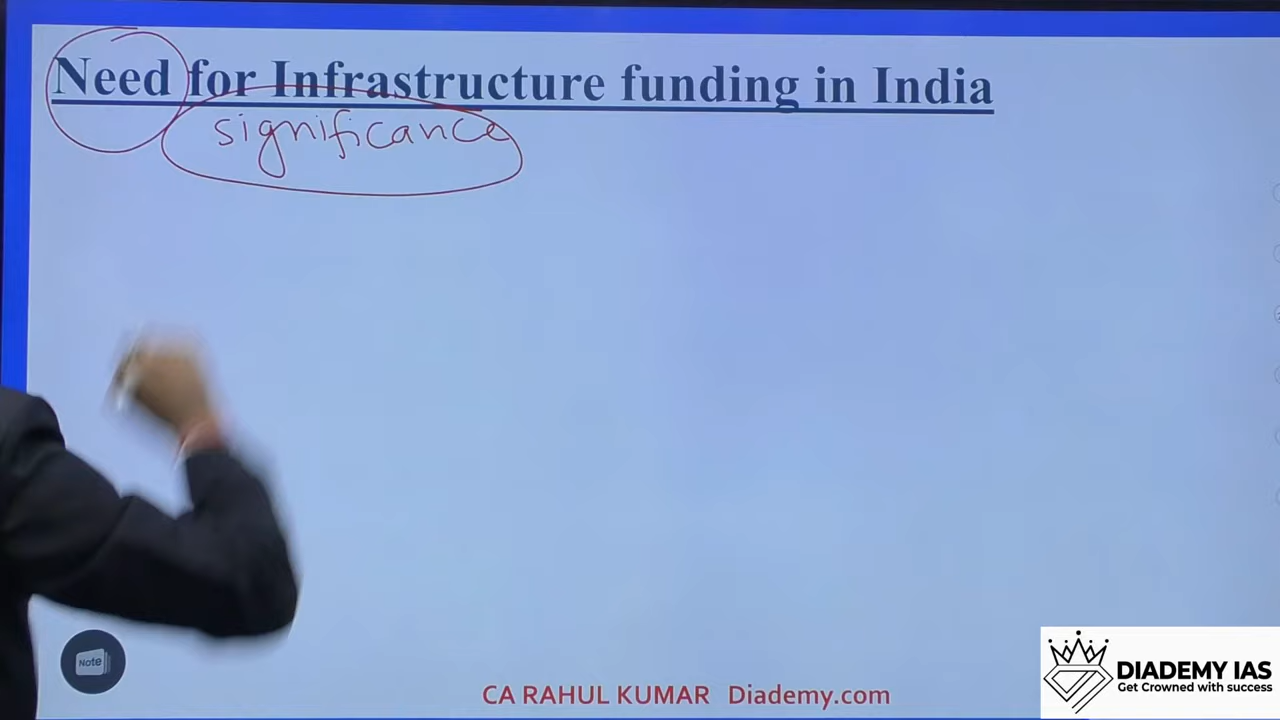 Need for Infrastructure funding in India
significance
Note
CA RAHUL KUMAR Diademy.com
DIADEMY IAS
Get Crowned with success